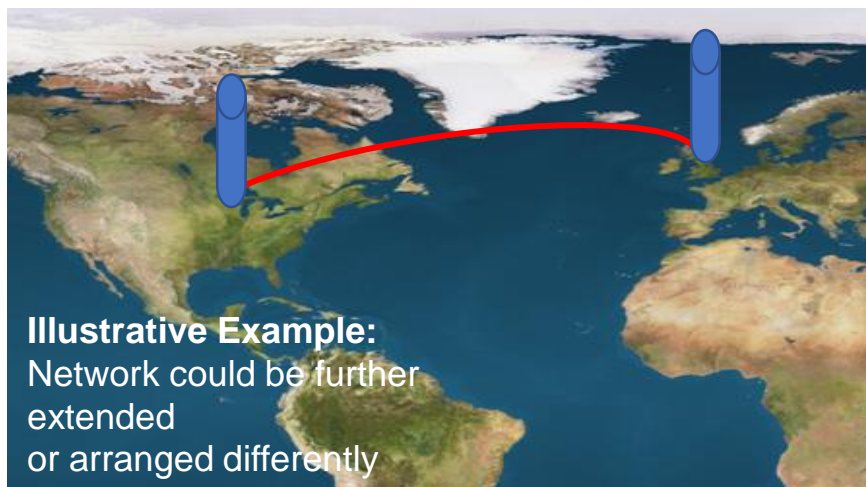 Illustrative Example:
Network could be further
extended
or arranged differently